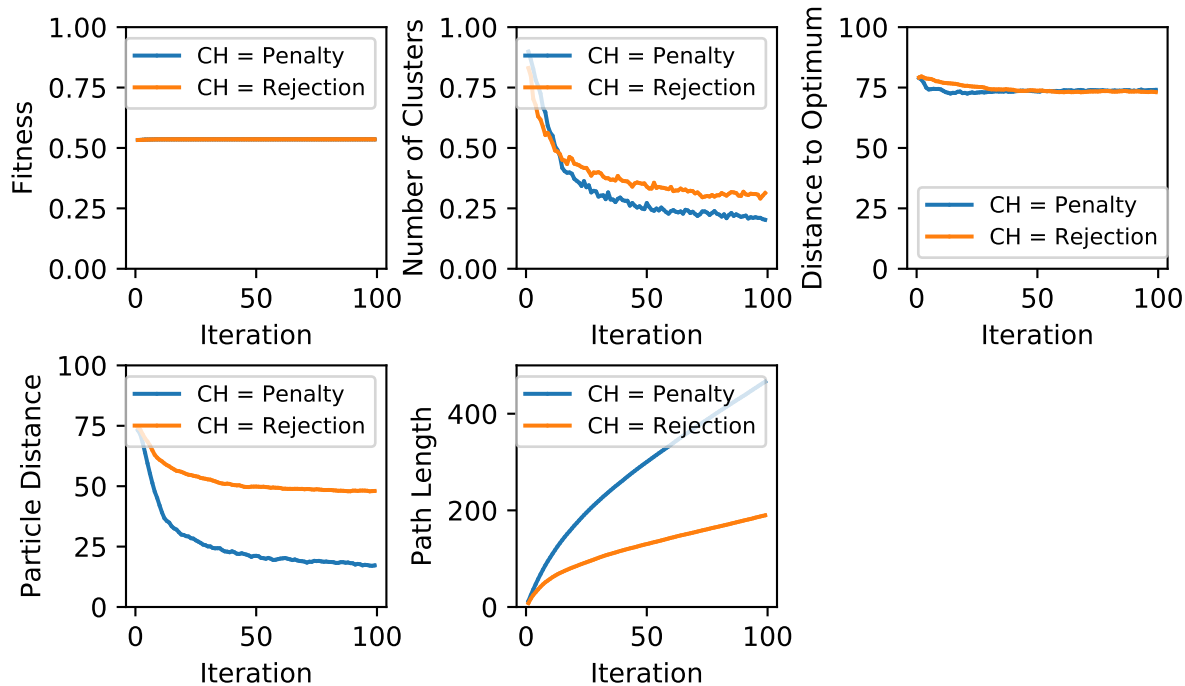 Fitness
1.00
0.75
0.50
0.25
0.00
CH = Penalty
CH = Rejection
0
50
100
Iteration
Number of Clusters
1.00
0.75
0.50
0.25
0.00
CH = Penalty
CH = Rejection
0
50
100
Iteration
Distance to Optimum
100
75
50
25
0
CH = Penalty
CH = Rejection
0
50
100
Iteration
Particle Distance
100
75
50
25
0
CH = Penalty
CH = Rejection
0
50
100
Iteration
Path Length
400
200
0
CH = Penalty
CH = Rejection
0
50
100
Iteration